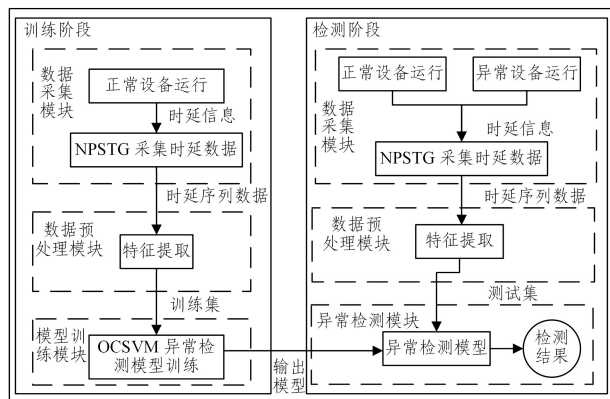 训练阶段
数据
采集
模块
正常设备运行
时延信息
NPSTG 采集时延数据
时延序列数据
数据预
处理模块
特征提取
训练集
模型训
练模块
OCSVM 异常检
测模型训练
输出
模型
检测阶段
数据
采集
模块
正常设备运行
异常设备运行
时延信息
NPSTG 采集时延数据
时延序列数据
数据预
处理模块
特征提取
测试集
异常检测模块
异常检测模型
检测
结果